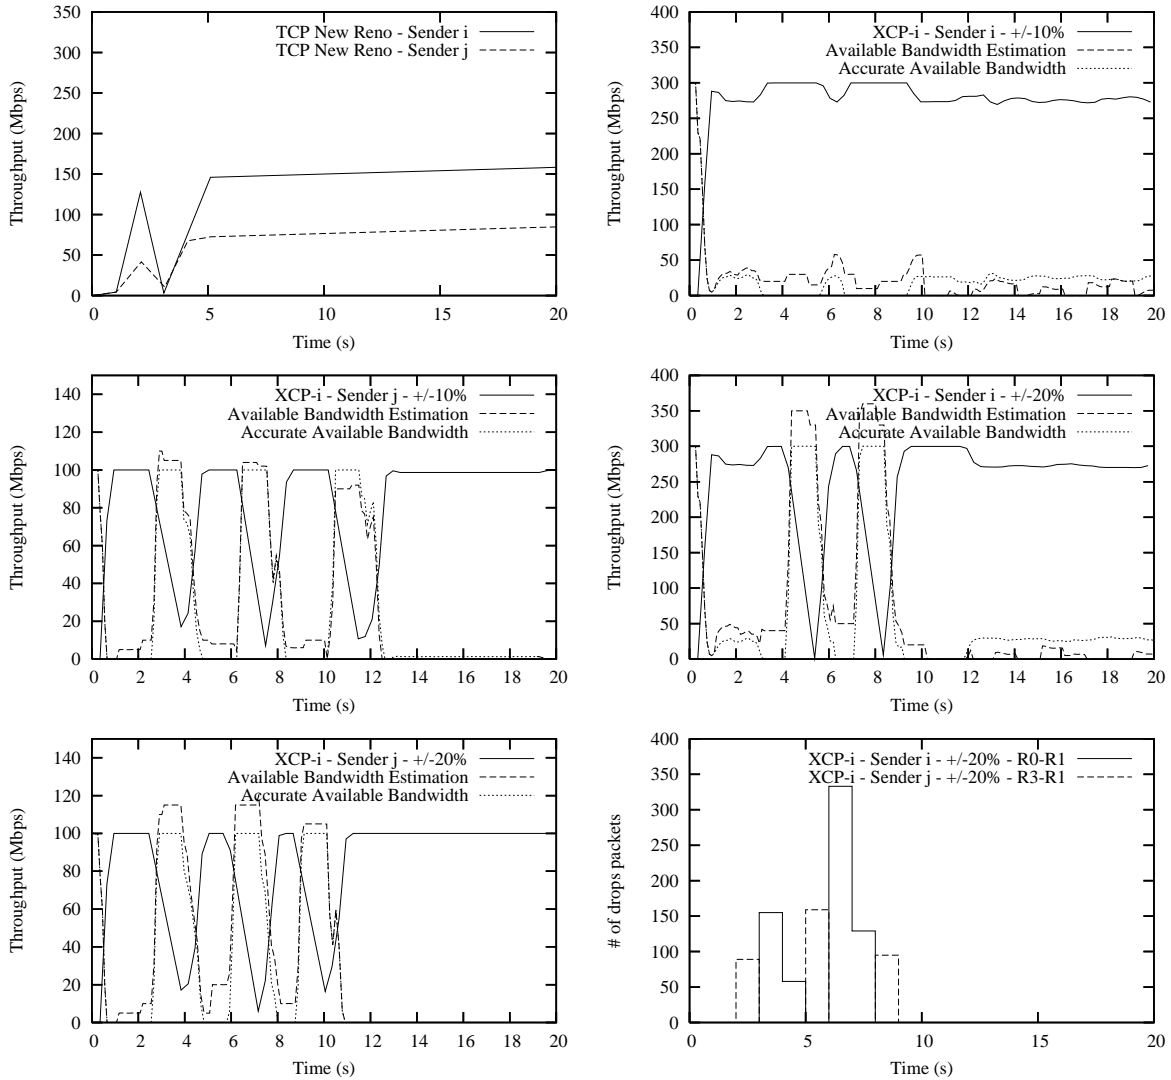 TCP New Reno - Sender i
TCP New Reno - Sender j
Throughput (Mbps)
350
300
250
200
150
100
50
0
0 5 10 15 20
Time (s)
XCP-i - Sender i - +/-10%
Available Bandwidth Estimation
Accurate Available Bandwidth
Throughput (Mbps)
400
350
300
250
200
150
100
50
0
0 2 4 6 8 10 12 14 16 18 20
Time (s)
XCP-i - Sender j - +/-10%
Available Bandwidth Estimation
Accurate Available Bandwidth
Throughput (Mbps)
140
120
100
80
60
40
20
0
0 2 4 6 8 10 12 14 16 18 20
Time (s)
XCP-i - Sender i - +/-20%
Available Bandwidth Estimation
Accurate Available Bandwidth
Throughput (Mbps)
400
350
300
250
200
150
100
50
0
0 2 4 6 8 10 12 14 16 18 20
Time (s)
XCP-i - Sender j - +/-20%
Available Bandwidth Estimation
Accurate Available Bandwidth
Throughput (Mbps)
140
120
100
80
60
40
20
0
0 2 4 6 8 10 12 14 16 18 20
Time (s)
XCP-i - Sender i - +/-20% - R0-R1
XCP-i - Sender j - +/-20% - R3-R1
# of drops packets
400
350
300
250
200
150
100
50
0
0 5 10 15 20
Time (s)